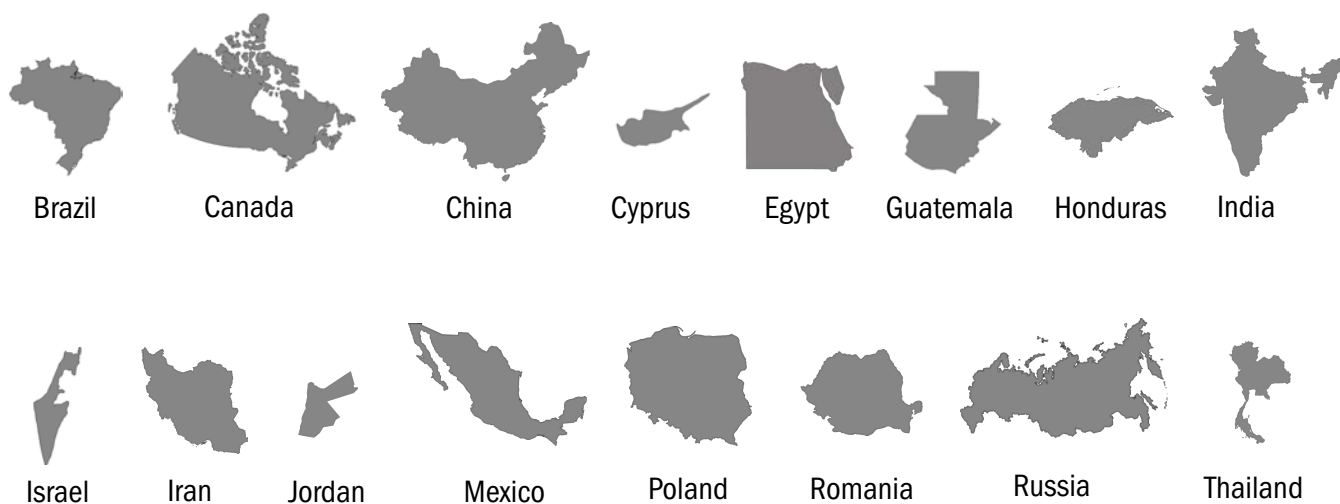 Brazil Canada China Cyprus Egypt Guatemala Honduras India
Israel Iran Jordan Mexico Poland Romania Russia Thailand